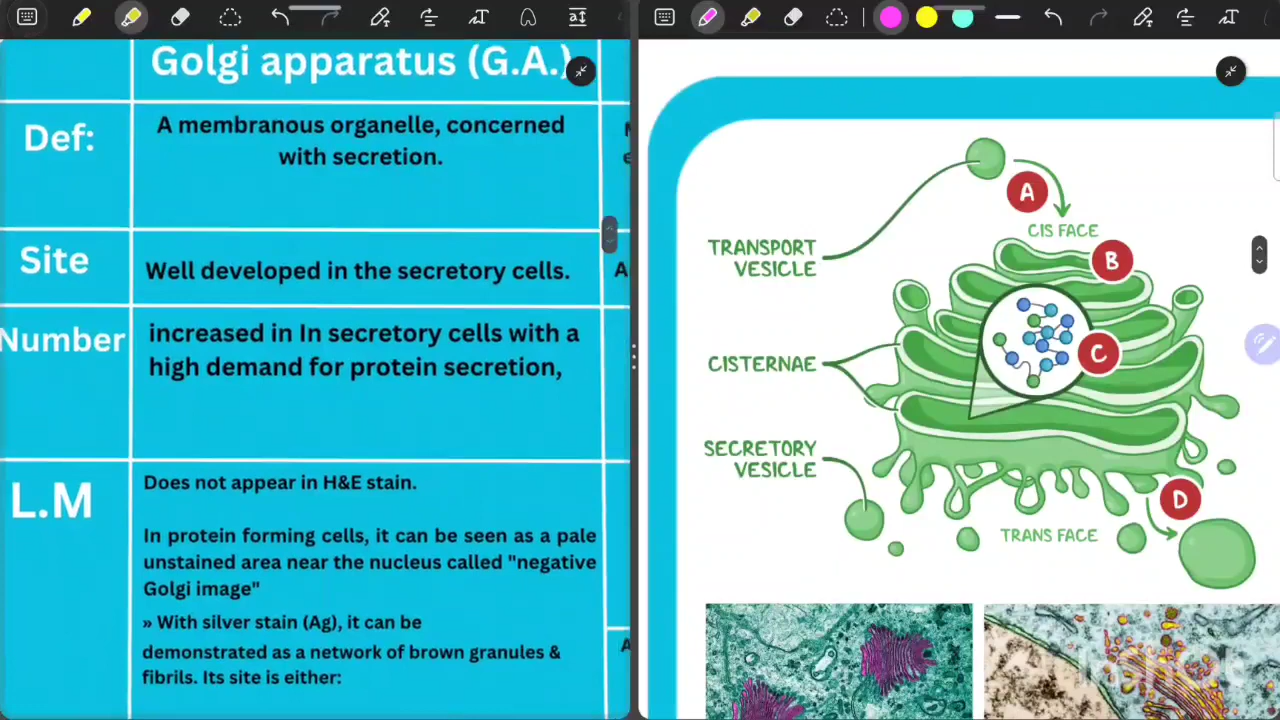 Golgi apparatus (G.A.)
Def:
A membranous organelle, concerned
with secretion.
Site
Well developed in the secretory cells.
Number
increased in In secretory cells with a
high demand for protein secretion,
L.M
Does not appear in H&E stain.
In protein forming cells, it can be seen as a pale
unstained area near the nucleus called "negative
Golgi image"
» With silver stain (Ag), it can be
demonstrated as a network of brown granules &
fibrils. Its site is either:
A
CIS FACE
TRANSPORT
VESICLE
B
CISTERNAE
C
SECRETORY
VESICLE
D
TRANS FACE